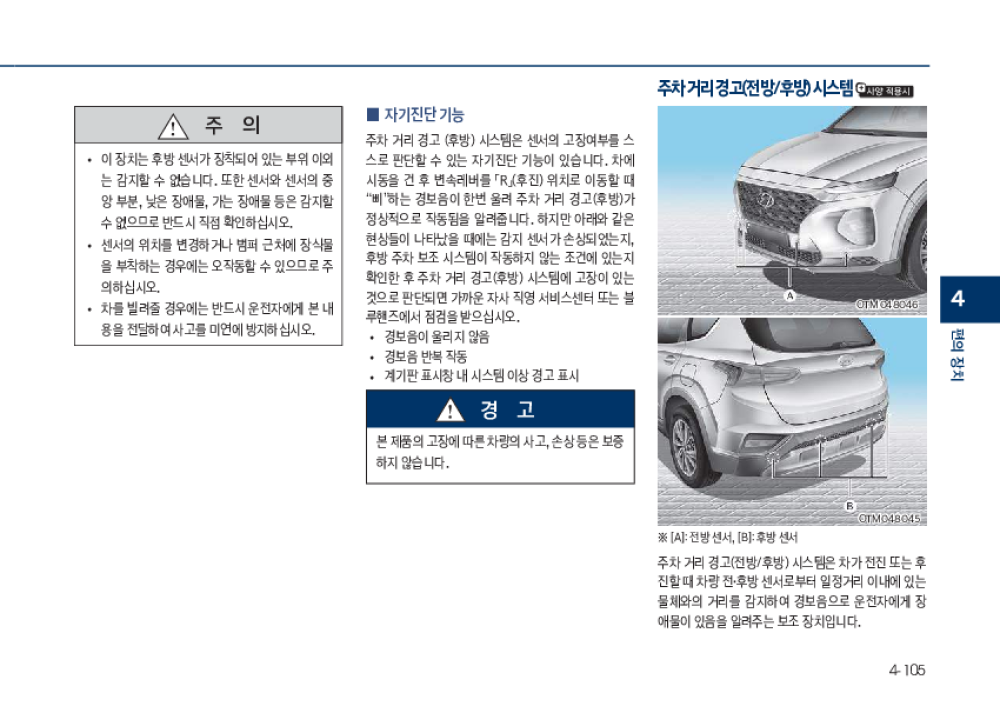 주 의
• 이 장치는 후방 센서가 장착되어 있는 부위 이외
는 감지할 수 없습니다. 또한 센서와 센서의 중
앙 부분, 낮은 장애물, 가는 장애물 등은 감지할
수 없으므로 반드시 직접 확인하십시오.
• 센서의 위치를 변경하거나 범퍼 근처에 장식물
을 부착하는 경우에는 오작동할 수 있으므로 주
의하십시오.
• 차를 빌려줄 경우에는 반드시 운전자에게 본 내
용을 전달하여 사고를 미연에 방지하십시오.
■ 자기진단 기능
주차 거리 경고 (후방) 시스템은 센서의 고장여부를 스
스로 판단할 수 있는 자기진단 기능이 있습니다. 차에
시동을 건 후 변속레버를 「R」(후진) 위치로 이동할 때
“삐”하는 경보음이 한번 울려 주차 거리 경고(후방)가
정상적으로 작동됨을 알려줍니다. 하지만 아래와 같은
현상들이 나타났을 때에는 감지 센서가 손상되었는지,
후방 주차 보조 시스템이 작동하지 않는 조건에 있는지
확인한 후 주차 거리 경고(후방) 시스템에 고장이 있는
것으로 판단되면 가까운 자사 직영 서비스센터 또는 블
루핸즈에서 점검을 받으십시오.
• 경보음이 울리지 않음
• 경보음 반복 작동
• 계기판 표시창 내 시스템 이상 경고 표시
경 고
본 제품의 고장에 따른 차량의 사고, 손상 등은 보증
하지 않습니다.
주차 거리 경고(전방/후방) 시스템 사양 적용시
A
OTM048046
B
OTM048045
※ [A]: 전방 센서, [B]: 후방 센서
주차 거리 경고(전방/후방) 시스템은 차가 전진 또는 후
진할 때 차량 전·후방 센서로부터 일정거리 이내에 있는
물체와의 거리를 감지하여 경보음으로 운전자에게 장
애물이 있음을 알려주는 보조 장치입니다.
4
편의 장치
4-105